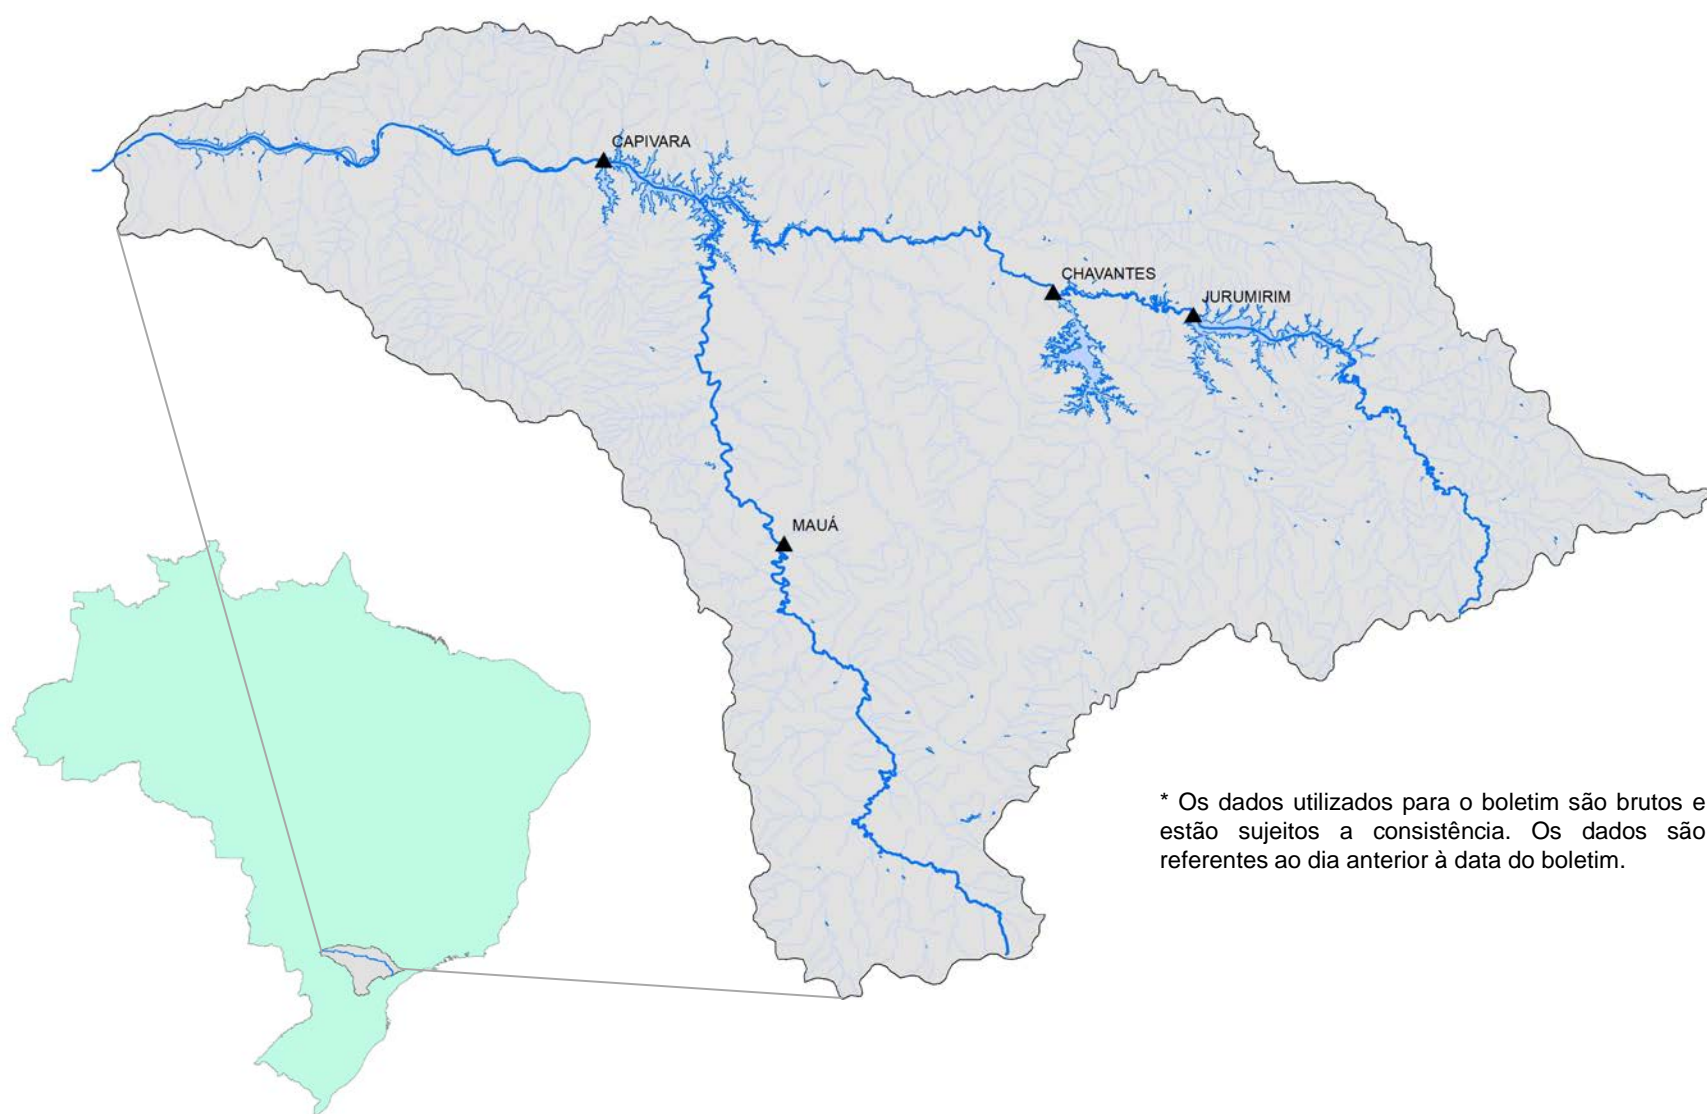 CAPIVARA
CHAVANTES
JURUMIRIM
MAUÁ
* Os dados utilizados para o boletim são brutos e
estão sujeitos a consistência. Os dados são
referentes ao dia anterior à data do boletim.